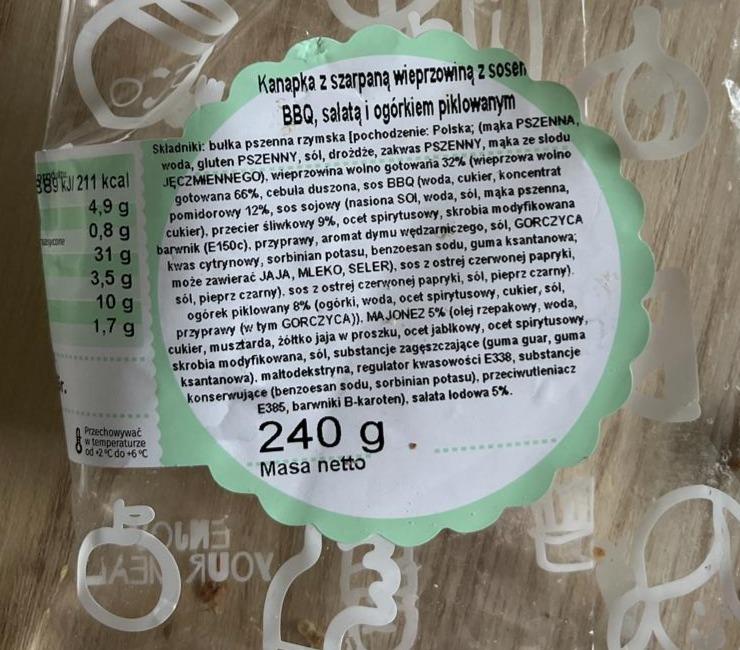 Kanapka z szarpaną wieprzowiną z sosem
BBQ, sałatą i ogórkiem piklowanym
Składniki: bułka pszenna rzymska [pochodzenie: Polska; (mąka PSZENNA,
woda, gluten PSZENNY, sól, drożdże, zakwas PSZENNY, mąka ze słodu
JĘCZMIENNEGO), wieprzowina wolno gotowana 32% (wieprzowa wolno
gotowana 66%, cebula duszona, sos BBQ (woda, cukier, koncentrat
pomidorowy 12%, sos sojowy (nasiona SOI, woda, sól, mąka pszenna,
cukier), przecier śliwkowy 9%, ocet spirytusowy, skrobia modyfikowana
barwnik (E150c), przyprawy, aromat dymu wędzarniczego, sól, GORCZYCA
kwas cytrynowy, sorbinian potasu, benzoesan sodu, guma ksantanowa;
może zawierać JAJA, MLEKO, SELER), sos z ostrej czerwonej papryki,
sól, pieprz czarny), sos z ostrej czerwonej papryki, sól, pieprz czarny).
ogórek piklowany 8% (ogórki, woda, ocet spirytusowy, cukier, sól,
przyprawy (w tym GORCZYCA)), MAJONEZ 5% (olej rzepakowy, woda,
cukier, musztarda, żółtko jaja w proszku, ocet jabłkowy, ocet spirytusowy,
skrobia modyfikowana, sól, substancje zagęszczające (guma guar, guma
ksantanowa), maltodekstryna, regulator kwasowości E338, substancje
konserwujące (benzoesan sodu, sorbinian potasu), przeciwutleniacz
E385, barwniki B-karoten), sałata lodowa 5%.
240 g
Masa netto
889 kJ/ 211 kcal
4,9 g
0,8 g
31 g
3,5 g
10 g
1,7 g
Przechowywać
w temperaturze
od +2 °C do +6 °C
ENJOY
YOUR MEAL